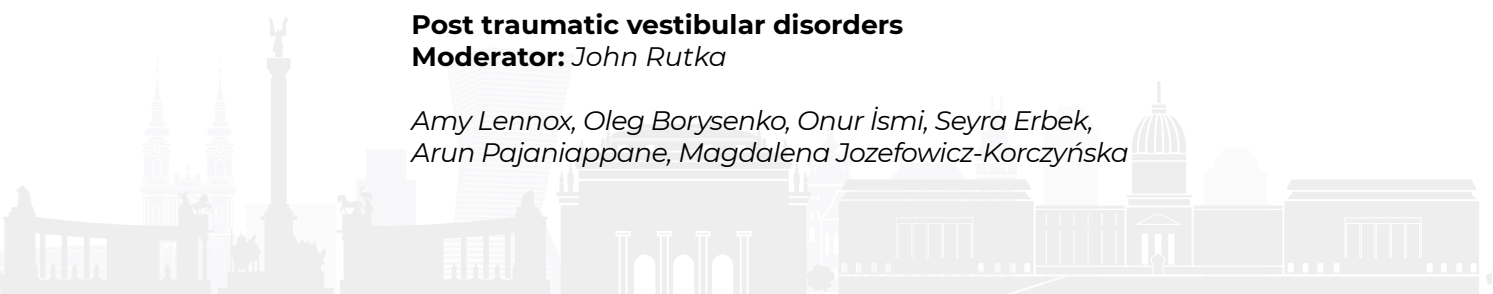 Post traumatic vestibular disorders
Moderator: John Rutka
Amy Lennox, Oleg Borysenko, Onur İsmi, Seyra Erbek,
Arun Pajaniappane, Magdalena Jozefowicz-Korczyńska